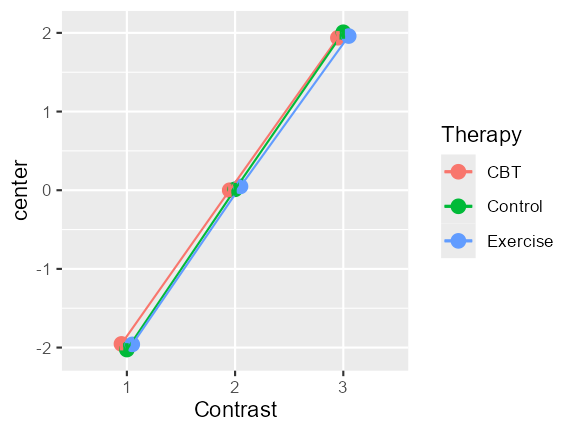 center
2
1
0
-1
-2
1 2 3
Contrast
Therapy
CBT
Control
Exercise